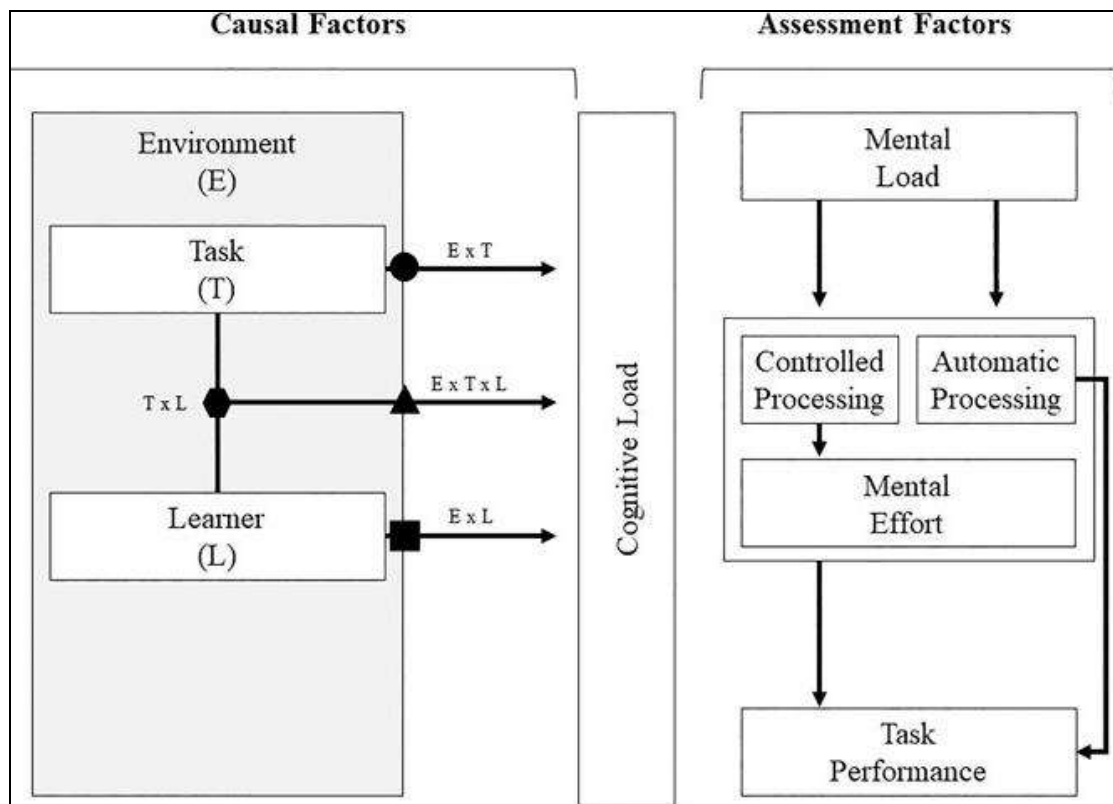 Causal Factors
Assessment Factors
Environment
(E)
Task
(T)
E x T
T x L
E x T x L
Learner
(L)
E x L
Cognitive Load
Mental
Load
Controlled
Processing
Automatic
Processing
Mental
Effort
Task
Performance